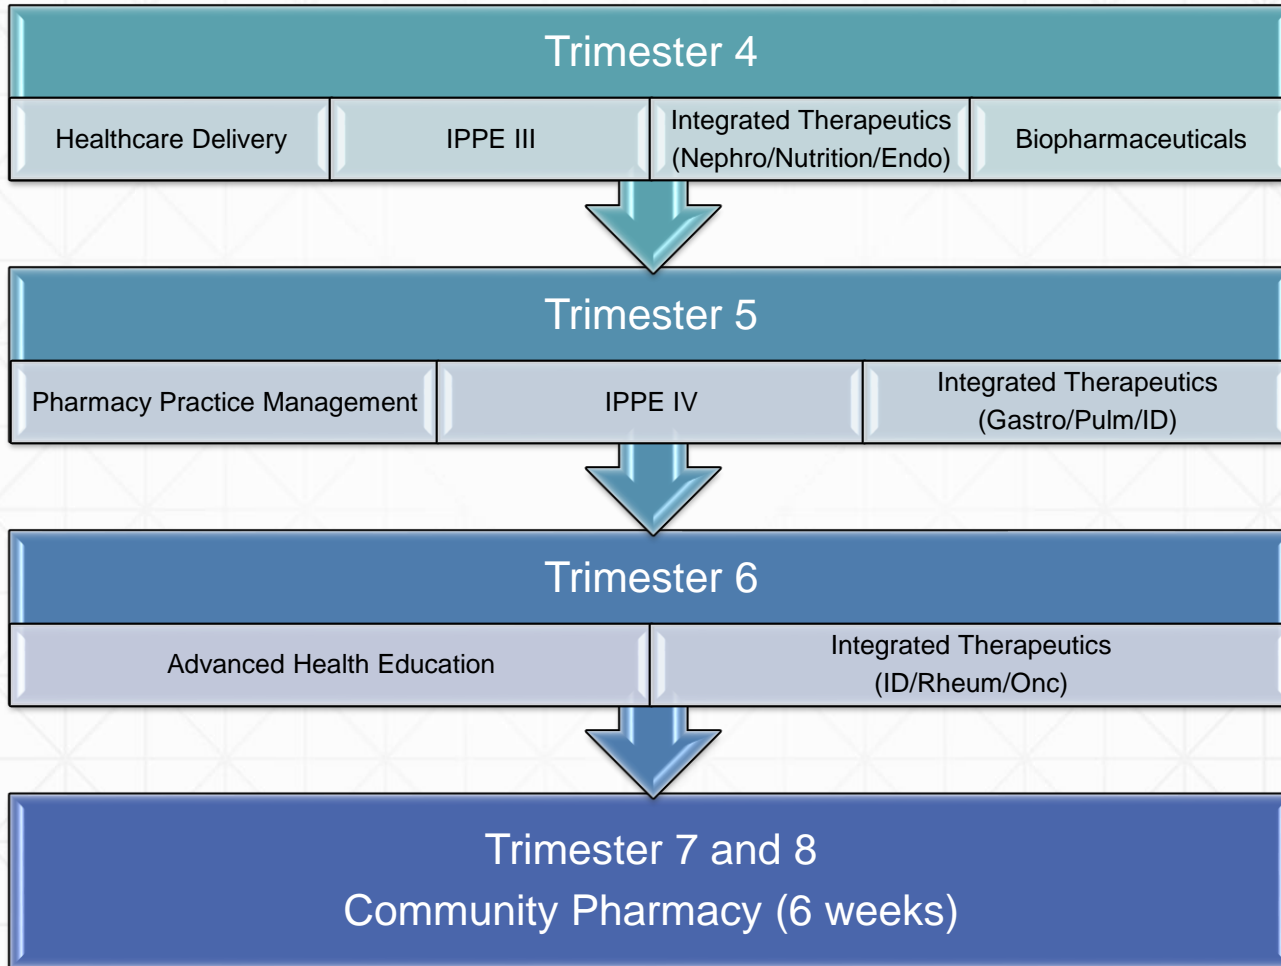 Trimester 4
Healthcare Delivery
IPPE III
Integrated Therapeutics
(Nephro/Nutrition/Endo)
Biopharmaceuticals
Trimester 5
Pharmacy Practice Management
IPPE IV
Integrated Therapeutics
(Gastro/Pulm/ID)
Trimester 6
Advanced Health Education
Integrated Therapeutics
(ID/Rheum/Onc)
Trimester 7 and 8
Community Pharmacy (6 weeks)